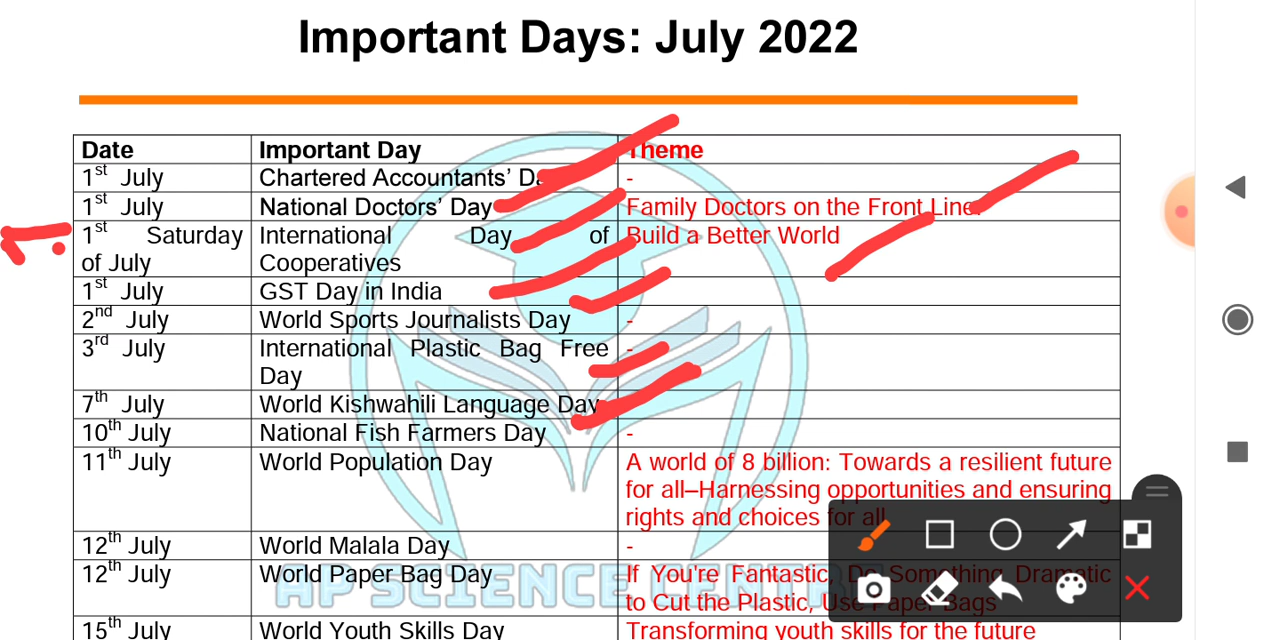 Important Days: July 2022
Date Important Day Theme
1st July Chartered Accountants' Da -
1st July National Doctors' Day Family Doctors on the Front Line.
1st Saturday International Day of Build a Better World
of July Cooperatives
1st July GST Day in India
2nd July World Sports Journalists Day -
3rd July International Plastic Bag Free -
Day
7th July World Kishwahili Language Day
10th July National Fish Farmers Day -
11th July World Population Day A world of 8 billion: Towards a resilient future
for all–Harnessing opportunities and ensuring
rights and choices for all
12th July World Malala Day -
12th July World Paper Bag Day If You're Fantastic, Do Something Dramatic
to Cut the Plastic, Use Paper Bags
15th July World Youth Skills Day Transforming youth skills for the future
AP SCIENCE CENT